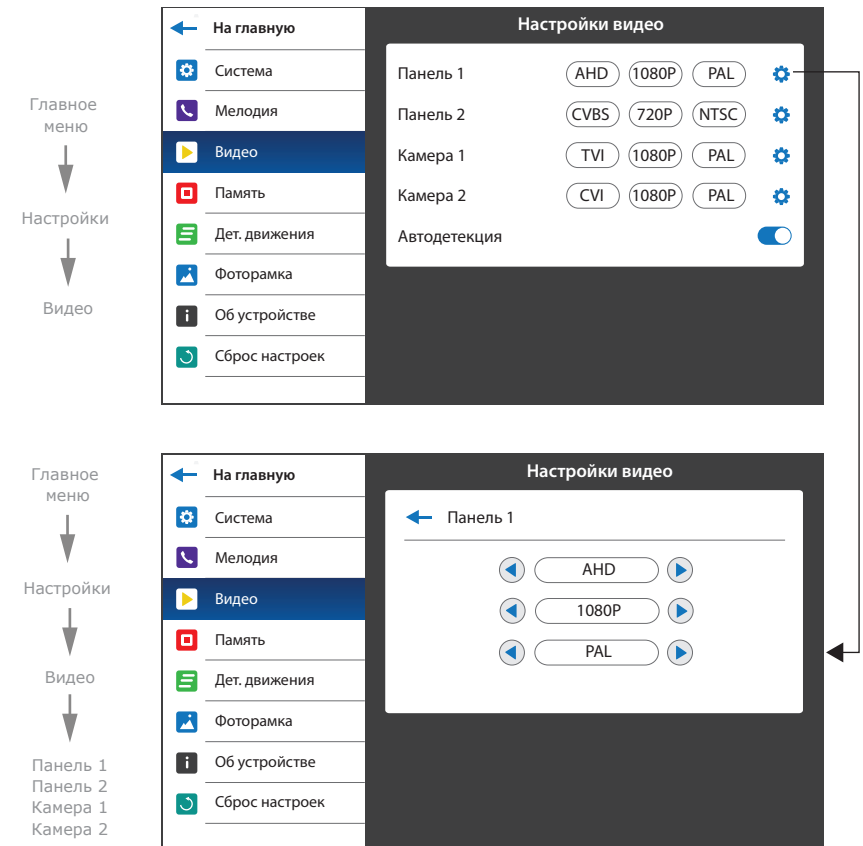 Главное
меню
Настройки
Видео
На главную
Система
Мелодия
Видео
Память
Дет. движения
Фоторамка
Об устройстве
Сброс настроек
Настройки видео
Панель 1 AHD 1080P PAL
Панель 2 CVBS 720P NTSC
Камера 1 TVI 1080P PAL
Камера 2 CVI 1080P PAL
Автодетекция
Главное
меню
Настройки
Видео
Панель 1
Панель 2
Камера 1
Камера 2
На главную
Система
Мелодия
Видео
Память
Дет. движения
Фоторамка
Об устройстве
Сброс настроек
Настройки видео
Панель 1
AHD
1080P
PAL